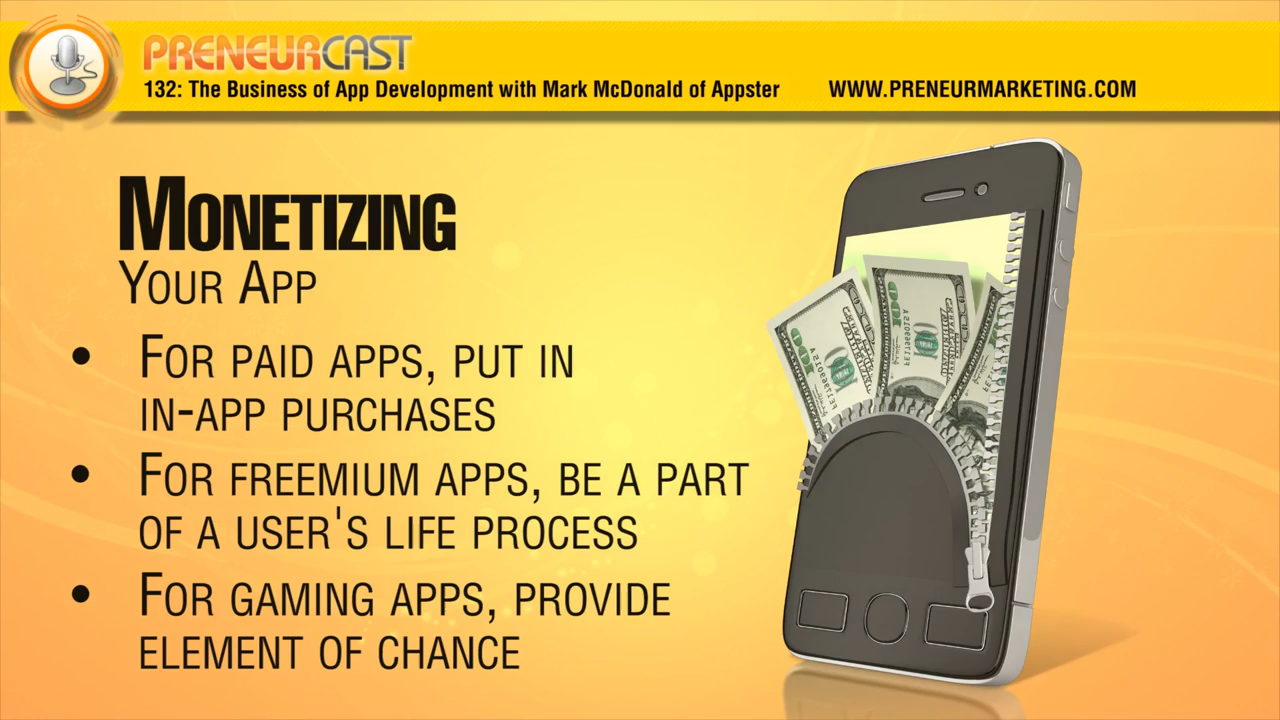 PRENEURCAST
132: The Business of App Development with Mark McDonald of Appster
WWW.PRENEURMARKETING.COM
MONETIZING
YOUR APP
• FOR PAID APPS, PUT IN
IN-APP PURCHASES
• FOR FREEMIUM APPS, BE A PART
OF A USER'S LIFE PROCESS
• FOR GAMING APPS, PROVIDE
ELEMENT OF CHANCE